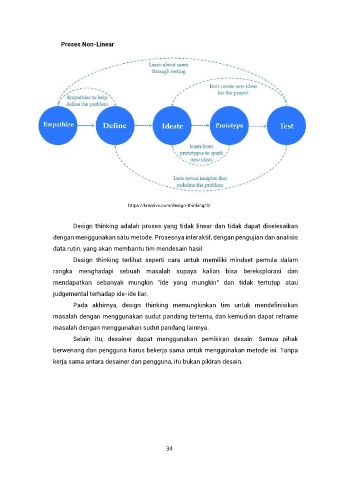 Proses Non-Linear
Learn about users
through testing
Tests create new ideas
for the project
Empathize to help
define the problem
Empathize
Define
Ideate
Prototype
Test
learn from
prototypes to spark
new ideas
Tests reveal insights that
redefine the problem
Design thinking adalah proses yang tidak linear dan tidak dapat diselesaikan
dengan menggunakan satu metode. Prosesnya interaktif, dengan pengujian dan analisis
data rutin, yang akan membantu tim mendesain hasil.
Design thinking terlihat seperti cara untuk memiliki mindset pemula dalam
rangka menghadapi sebuah masalah supaya kalian bisa bereksplorasi dan
mendapatkan sebanyak mungkin "ide yang mungkin" dan tidak tertutup atau
judgemental terhadap ide-ide liar.
Pada akhirnya, design thinking memungkinkan tim untuk mendefinisikan
masalah dengan menggunakan sudut pandang tertentu, dan kemudian dapat reframe
masalah dengan menggunakan sudut pandang lainnya.
Selain itu, desainer dapat menggunakan pemikiran desain. Semua pihak
berwenang dan pengguna harus bekerja sama untuk menggunakan metode ini. Tanpa
kerja sama antara desainer dan pengguna, itu bukan pikiran desain.
34